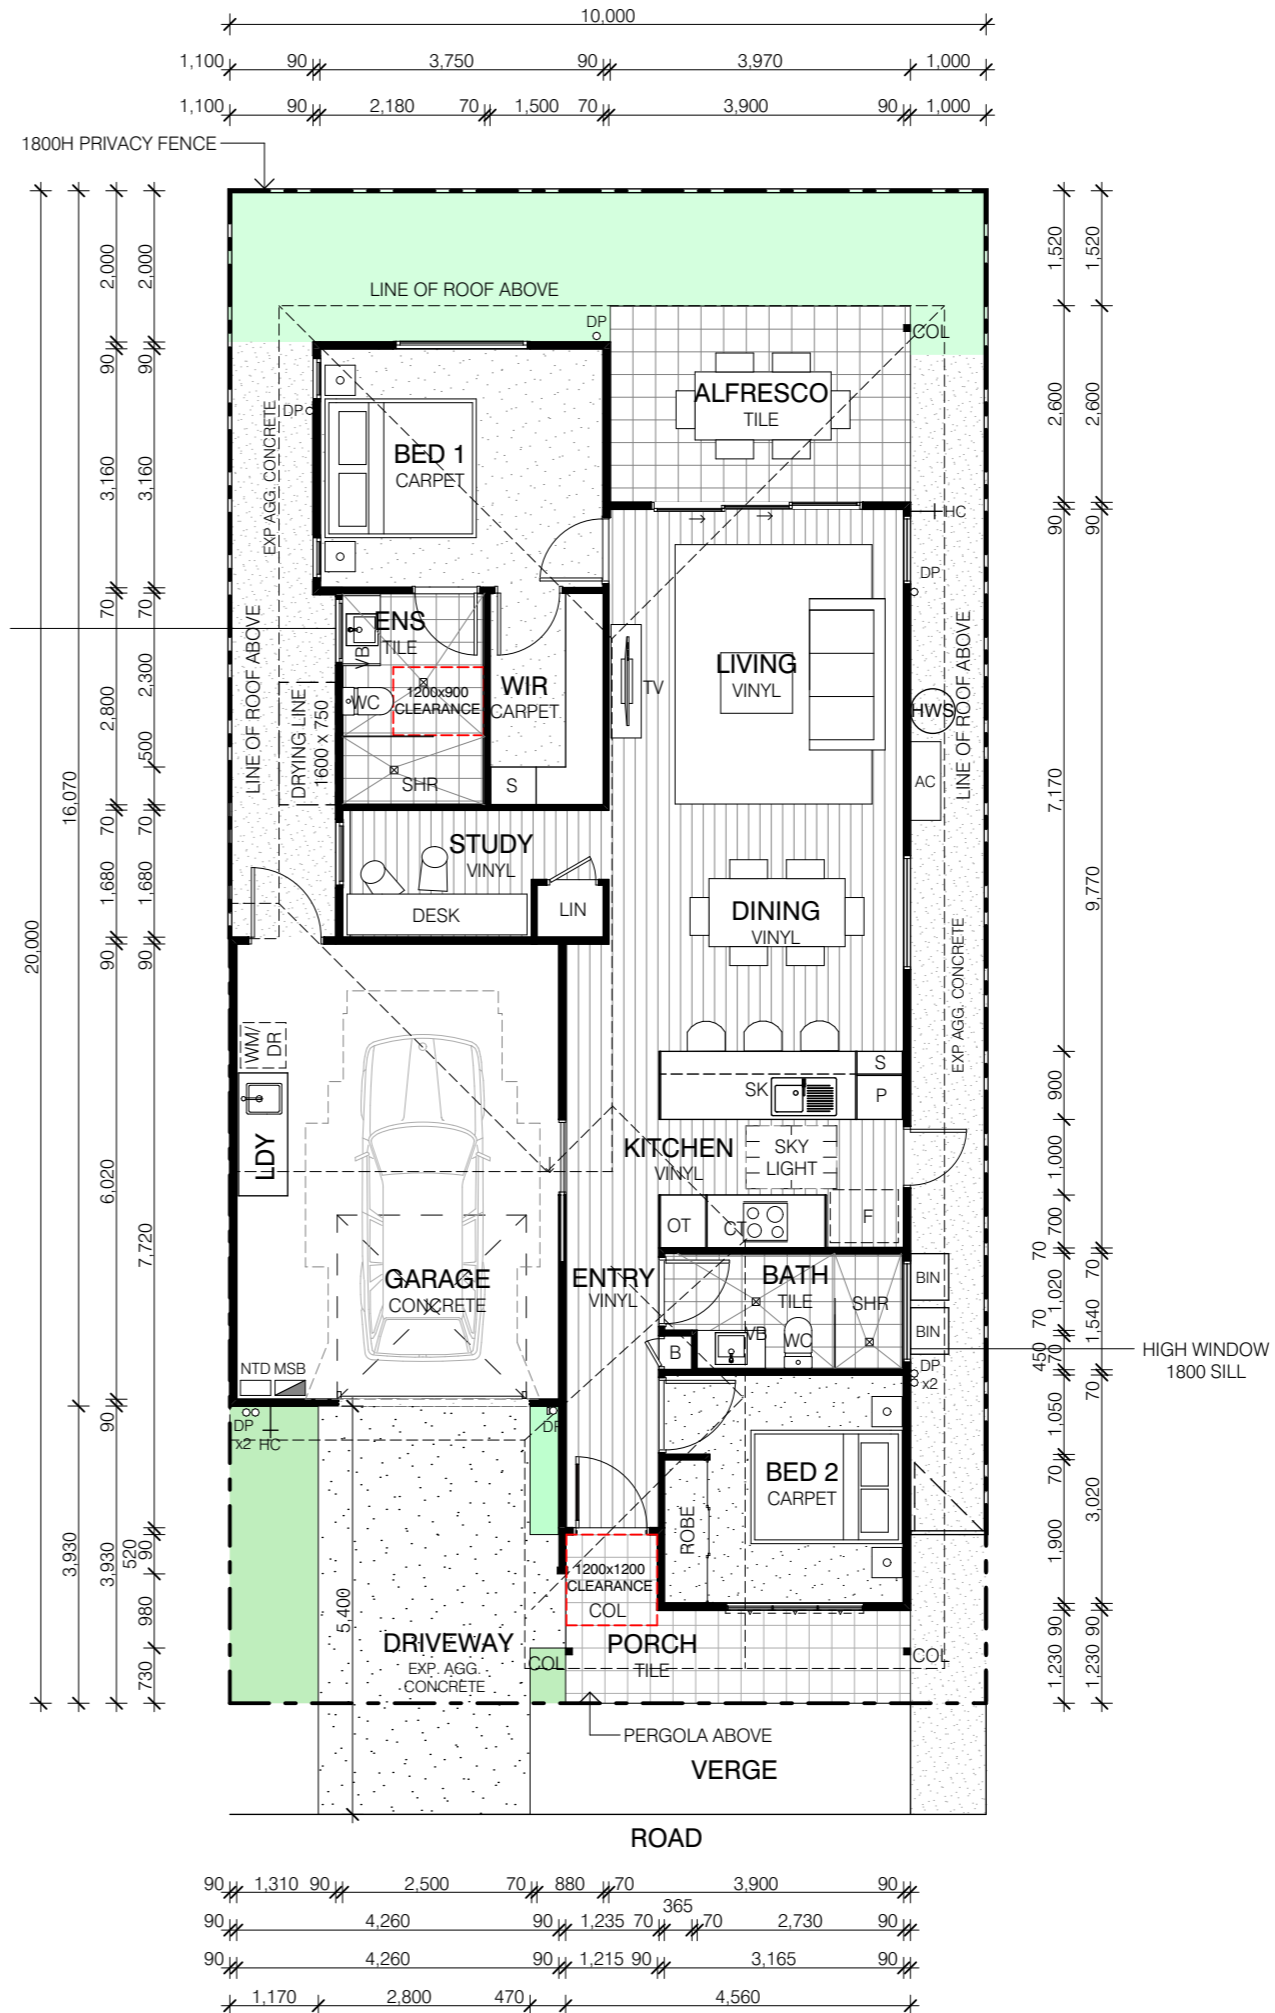 10,000
1,100 90 3,750 90 3,970 1,000
1,100 90 2,180 70 1,500 70 3,900 90 1,000
1800H PRIVACY FENCE
20,000
16,070
3,930
2,000
90
3,160
70
2,800
70
1,680
90
6,020
90
3,930
2,000
90
3,160
70
2,300
500
70
1,680
90
7,720
520
90
980
730
LINE OF ROOF ABOVE
DP
COL
ALFRESCO
TILE
DP
EXP AGG. CONCRETE
BED 1
CARPET
HC
DP
LINE OF ROOF ABOVE
ENS
TILE
VB
WC
1200x900
CLEARANCE
WIR
CARPET
TV
LIVING
VINYL
HWS
LINE OF ROOF ABOVE
DRYING LINE
1600 x 750
SHR
S
AC
STUDY
VINYL
DESK
LIN
DINING
VINYL
EXP AGG. CONCRETE
WM/
DR
S
SK
P
LDY
KITCHEN
VINYL
SKY
LIGHT
OT
CT
F
GARAGE
CONCRETE
ENTRY
VINYL
BATH
TILE
SHR
BIN
VB
WC
BIN
B
HIGH WINDOW
1800 SILL
NTD MSB
DP
x2
DP
x2
HC
DP
BED 2
CARPET
ROBE
1200x1200
CLEARANCE
COL
5,400
DRIVEWAY
EXP. AGG.
CONCRETE
COL
PORCH
TILE
COL
PERGOLA ABOVE
VERGE
ROAD
1,520
2,600
90
7,170
900
1,000
700
70
1,020
70
450
70
1,050
70
1,900
90
1,230
1,520
2,600
90
9,770
70
1,540
70
3,020
90
1,230
90 1,310 90 2,500 70 880 70 3,900 90
365
90 4,260 90 1,235 70 70 2,730 90
90 4,260 90 1,215 90 3,165 90
1,170 2,800 470 4,560